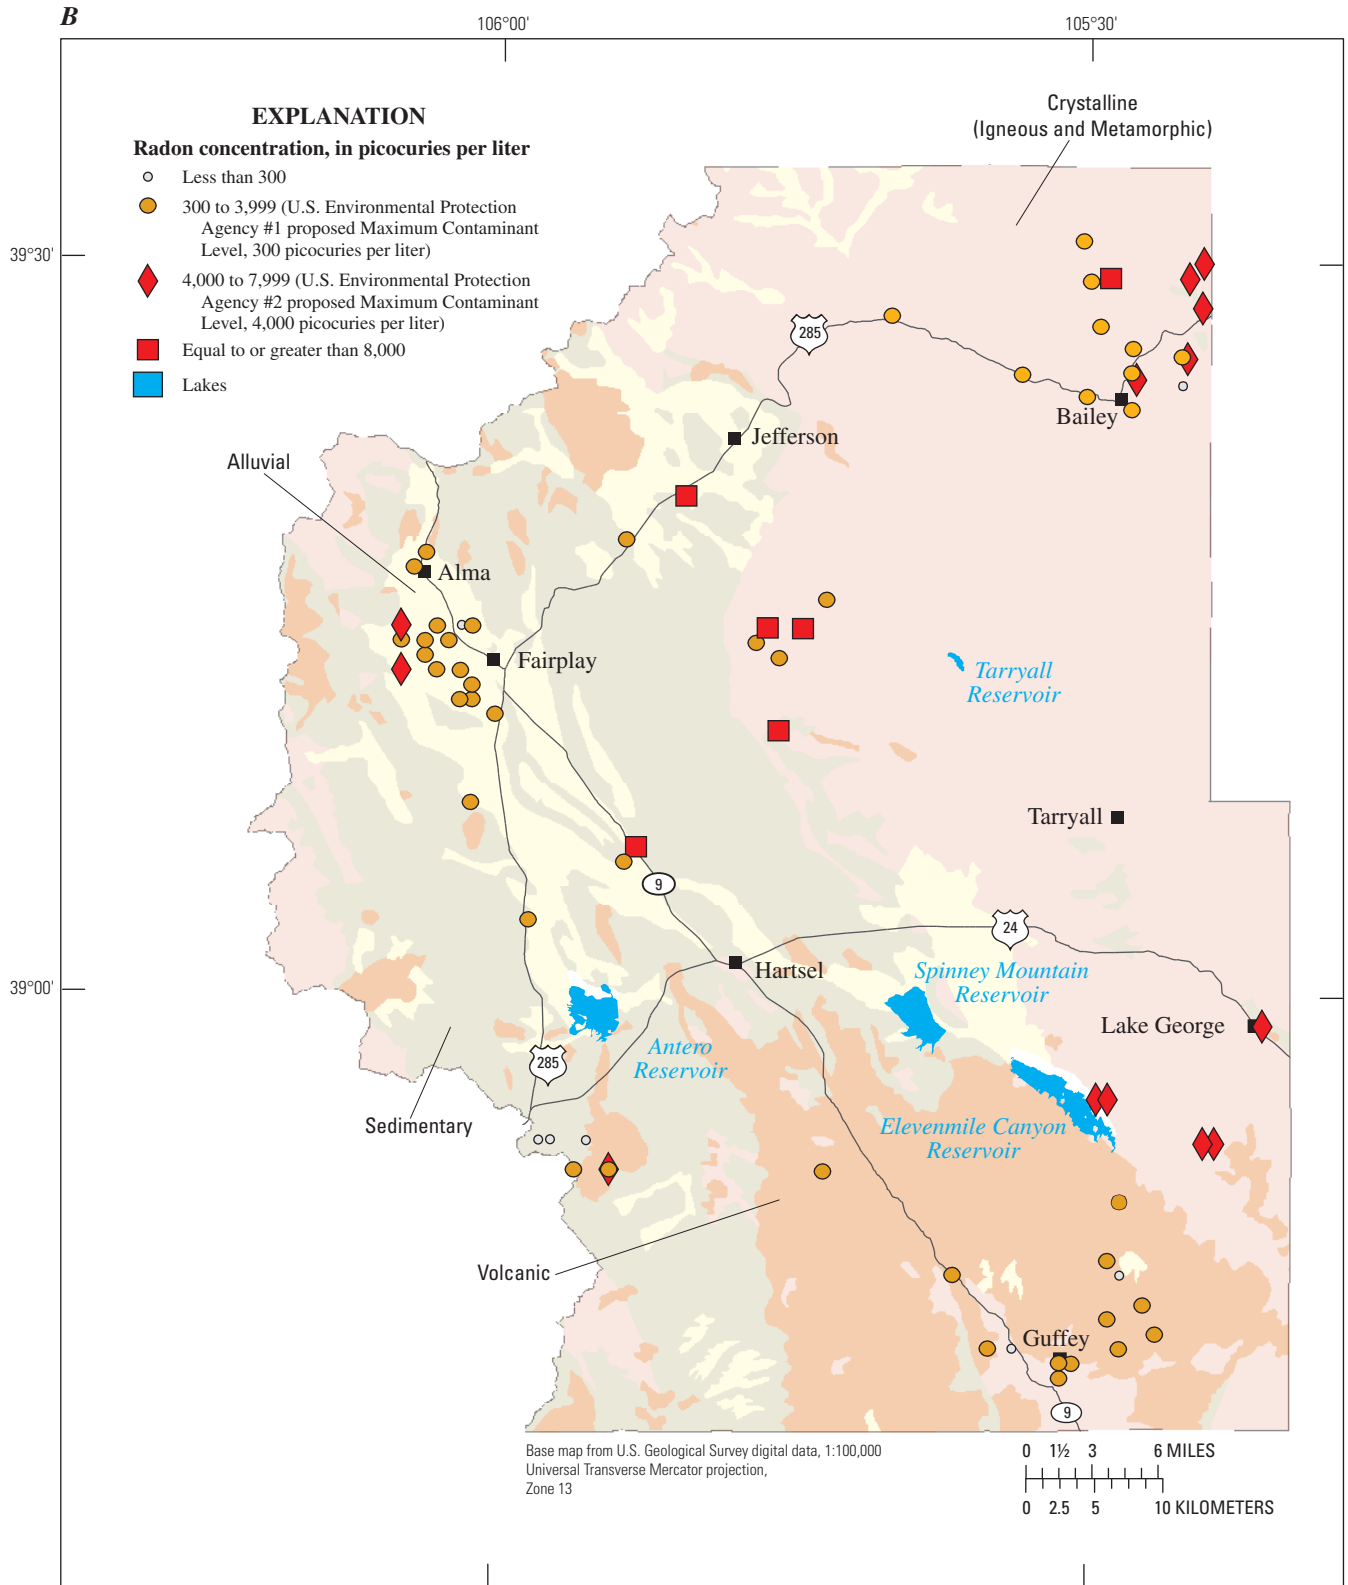 B
106°00'
105°30'
EXPLANATION
Radon concentration, in picocuries per liter
Less than 300
300 to 3,999 (U.S. Environmental Protection
Agency #1 proposed Maximum Contaminant
Level, 300 picocuries per liter)
4,000 to 7,999 (U.S. Environmental Protection
Agency #2 proposed Maximum Contaminant
Level, 4,000 picocuries per liter)
Equal to or greater than 8,000
Lakes
Crystalline
(Igneous and Metamorphic)
39°30'
285
Bailey
Jefferson
Alluvial
Alma
Fairplay
Tarryall
Reservoir
Tarryall
9
24
Hartsel
Spinney Mountain
Reservoir
39°00'
Lake George
Antero
Reservoir
285
Sedimentary
Elevenmile Canyon
Reservoir
Volcanic
Guffey
9
Base map from U.S. Geological Survey digital data, 1:100,000
Universal Transverse Mercator projection,
Zone 13
0 1½ 3 6 MILES
0 2.5 5 10 KILOMETERS